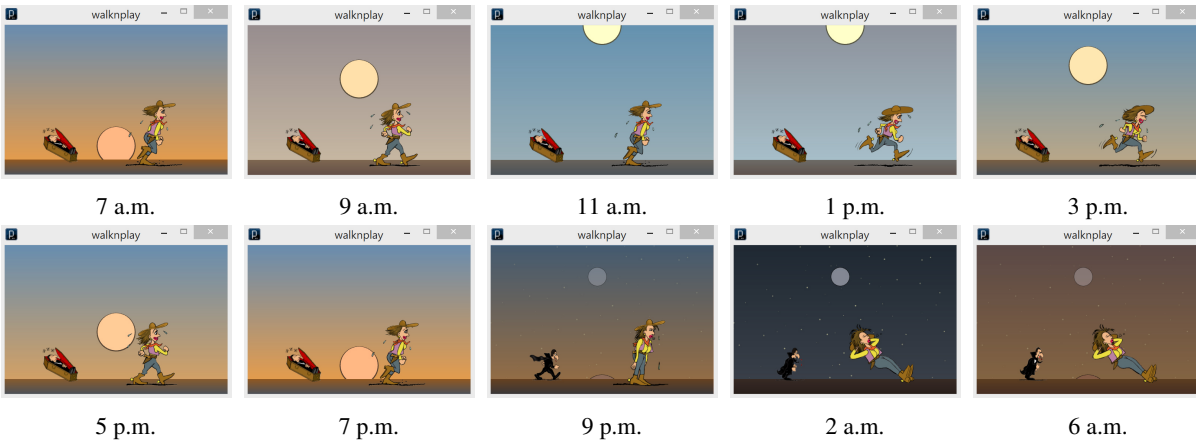 walknplay
walknplay
walknplay
walknplay
walknplay
7 a.m.
9 a.m.
11 a.m.
1 p.m.
3 p.m.
walknplay
walknplay
walknplay
walknplay
walknplay
5 p.m.
7 p.m.
9 p.m.
2 a.m.
6 a.m.